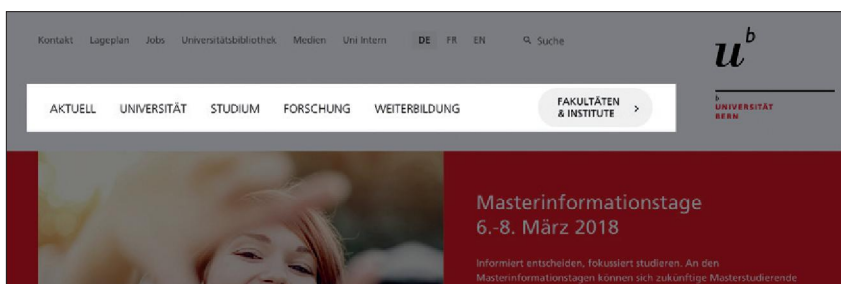 Kontakt Lageplan Jobs Universitätsbibliothek Medien Uni Intern DE FR EN Suche
u^b
AKTUELL UNIVERSITÄT STUDIUM FORSCHUNG WEITERBILDUNG
FAKULTÄTEN
& INSTITUTE >
b
UNIVERSITÄT
BERN
Masterinformationstage
6.-8. März 2018
Informiert entscheiden, fokussiert studieren. An den
Masterinformationstagen können sich zukünftige Masterstudierende